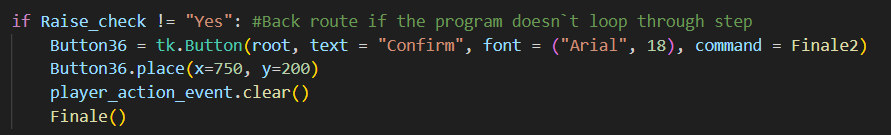 if Raise_check != "Yes": #Back route if the program doesn`t loop through step
Button36 = tk.Button(root, text = "Confirm", font = ("Arial", 18), command = Finale2)
Button36.place(x=750, y=200)
player_action_event.clear()
Finale()